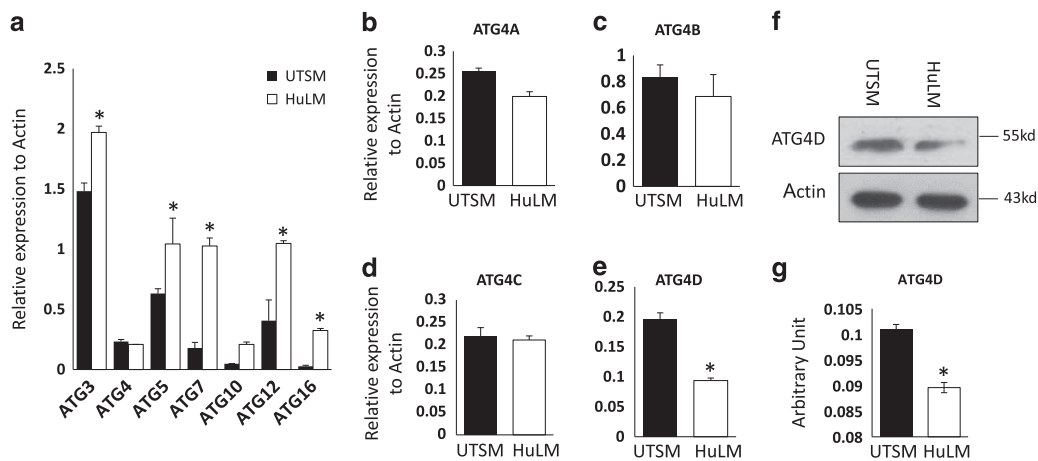 a
Relative expression to Actin
2.5
2
1.5
1
0.5
0
UTSM
HuLM
*
*
*
*
*
ATG3
ATG4
ATG5
ATG7
ATG10
ATG12
ATG16
b
ATG4A
Relative expression
to Actin
0.3
0.25
0.2
0.15
0.1
0.05
0
UTSM HuLM
c
ATG4B
1
0.8
0.6
0.4
0.2
0
UTSM HuLM
f
UTSM
HuLM
ATG4D
55kd
Actin
43kd
d
ATG4C
Relative expression
to Actin
0.3
0.25
0.2
0.15
0.1
0.05
0
UTSM HuLM
e
ATG4D
0.25
0.2
0.15
0.1
0.05
0
*
UTSM HuLM
g
ATG4D
Arbitrary Unit
0.105
0.1
0.095
0.09
0.085
0.08
*
UTSM HuLM